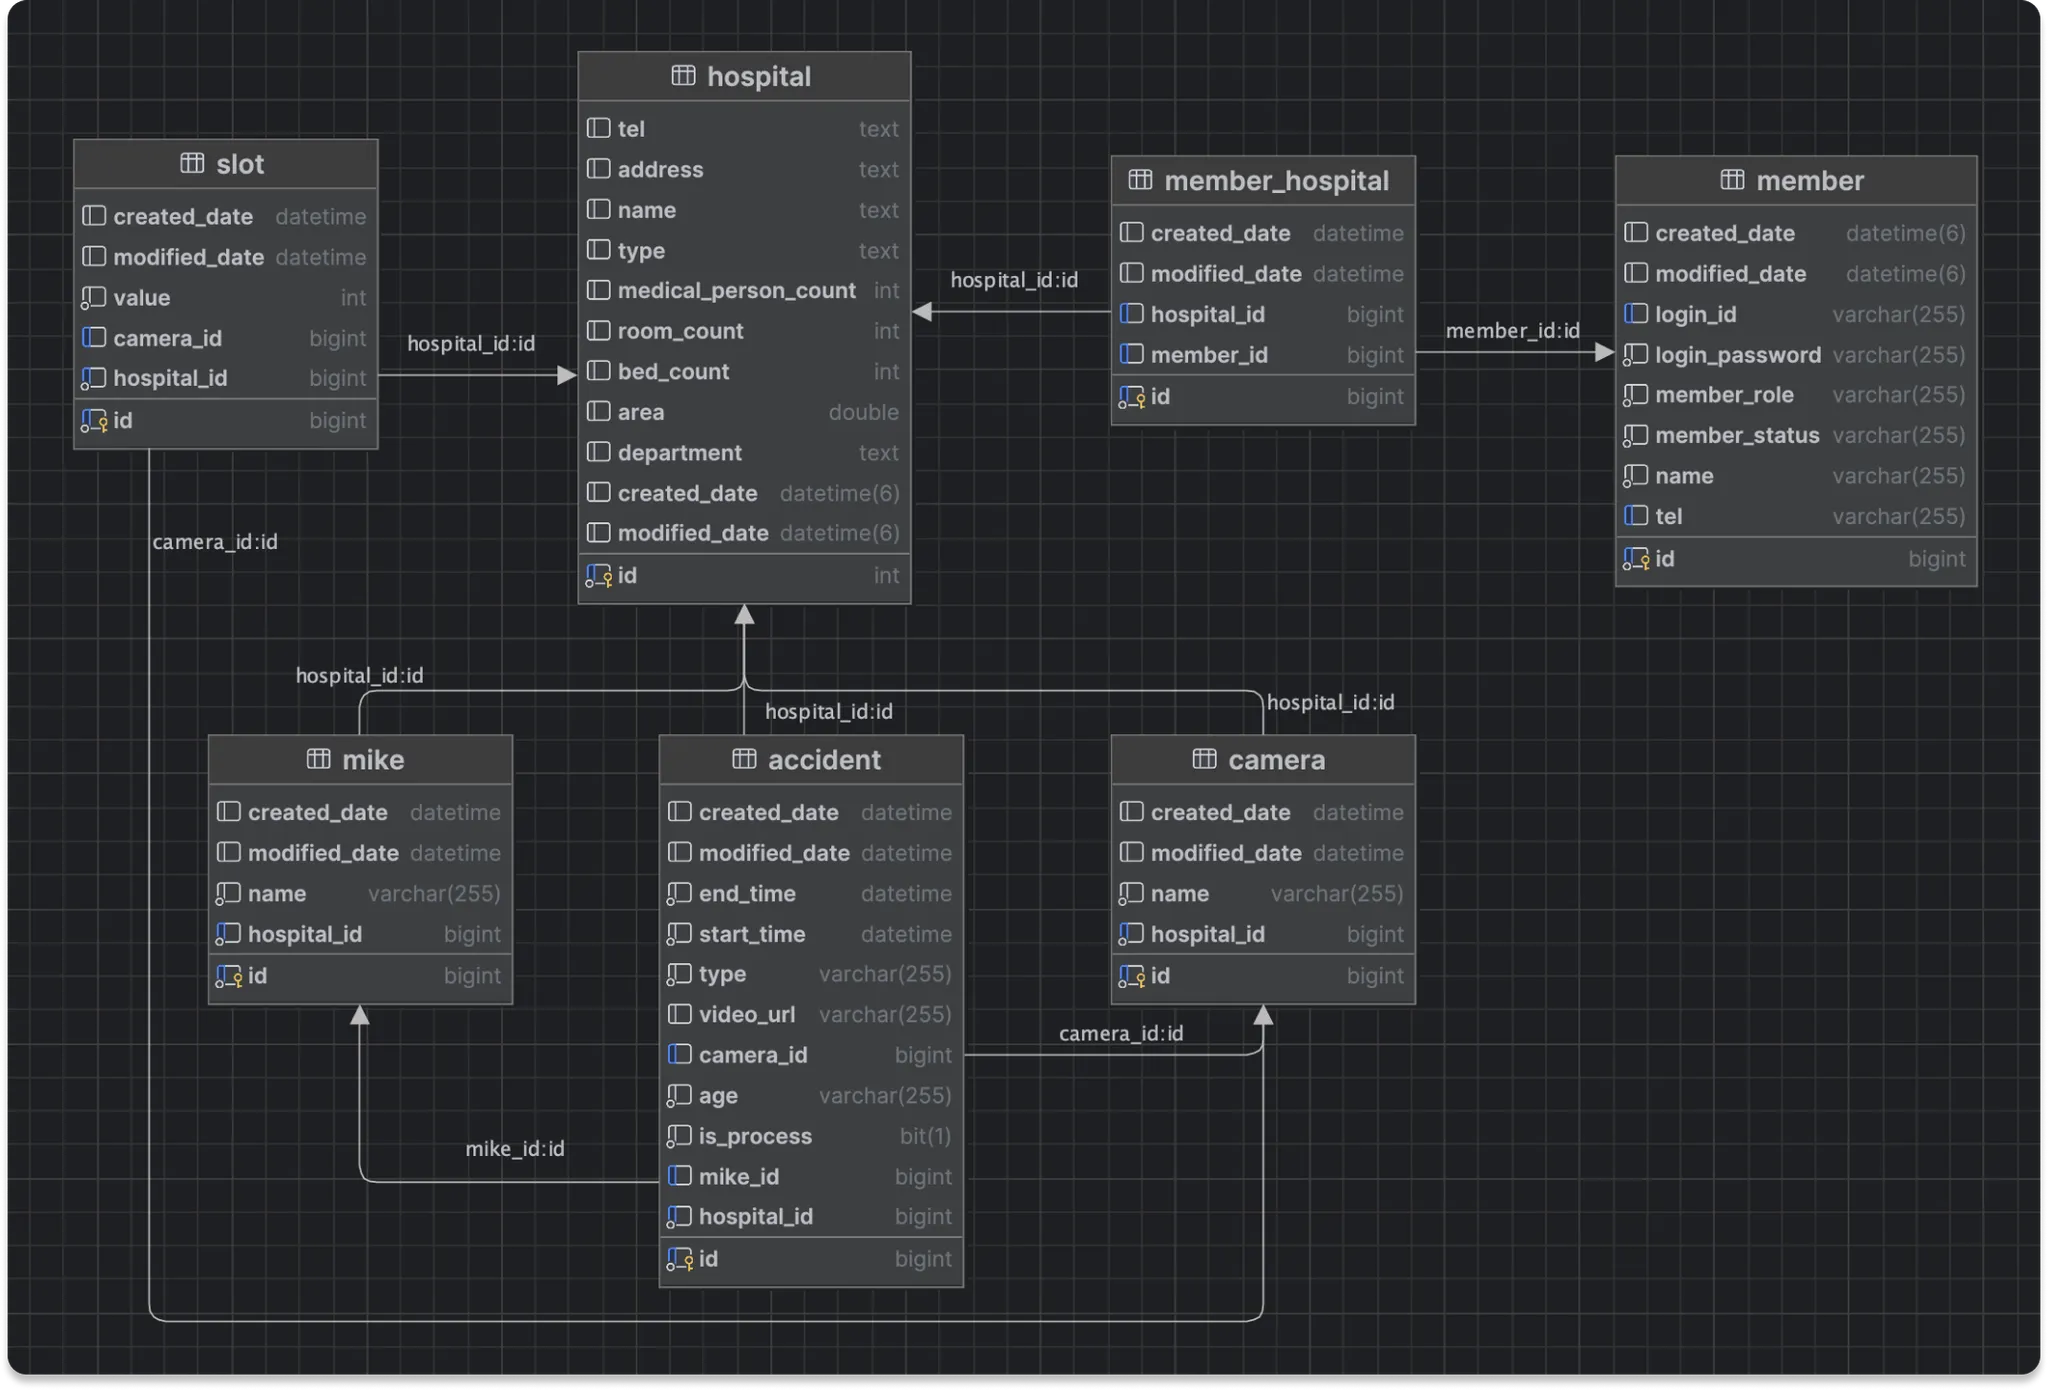 hospital
tel text
address text
name text
type text
medical_person_count int
room_count int
bed_count int
area double
department text
created_date datetime(6)
modified_date datetime(6)
id int
slot
created_date datetime
modified_date datetime
value int
camera_id bigint
hospital_id bigint
id bigint
hospital_id:id
camera_id:id
member_hospital
created_date datetime
modified_date datetime
hospital_id bigint
member_id bigint
id bigint
hospital_id:id
member_id:id
member
created_date datetime(6)
modified_date datetime(6)
login_id varchar(255)
login_password varchar(255)
member_role varchar(255)
member_status varchar(255)
name varchar(255)
tel varchar(255)
id bigint
hospital_id:id
hospital_id:id
hospital_id:id
mike
created_date datetime
modified_date datetime
name varchar(255)
hospital_id bigint
id bigint
accident
created_date datetime
modified_date datetime
end_time datetime
start_time datetime
type varchar(255)
video_url varchar(255)
camera_id bigint
age varchar(255)
is_process bit(1)
mike_id bigint
hospital_id bigint
id bigint
camera
created_date datetime
modified_date datetime
name varchar(255)
hospital_id bigint
id bigint
camera_id:id
mike_id:id